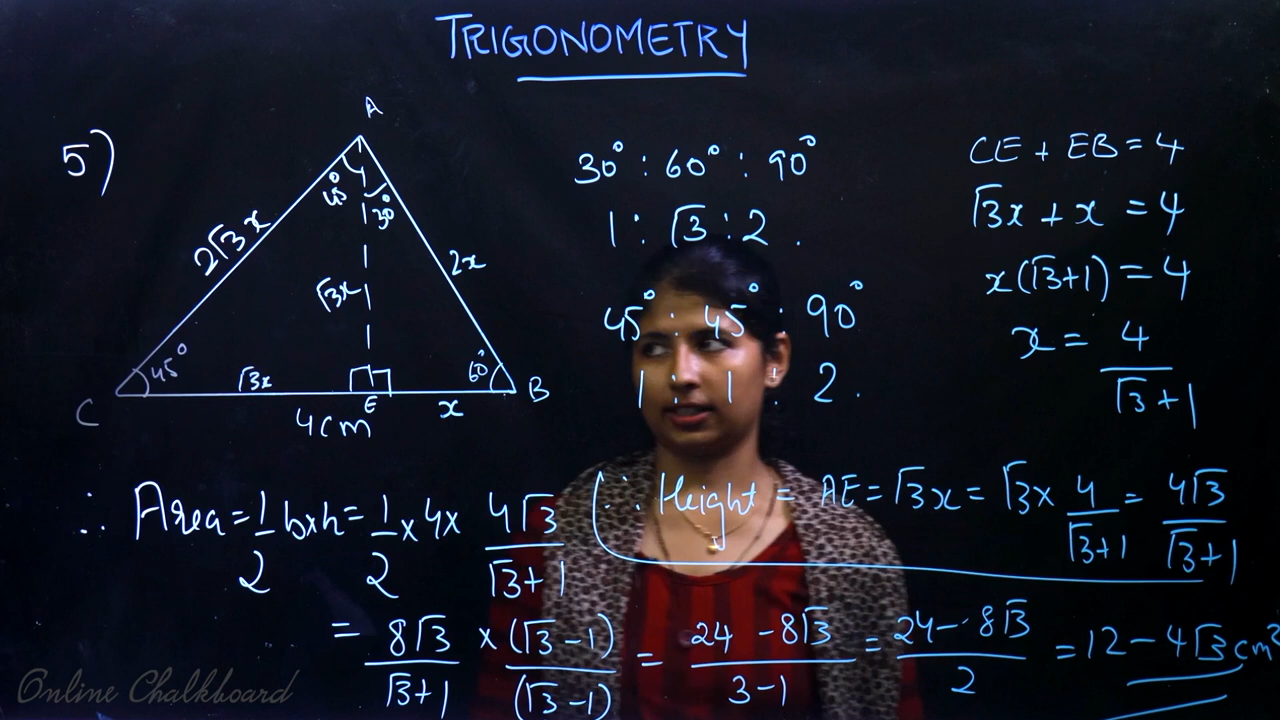 TRIGONOMETRY
5)
A
45° 30°
2√3x
2x
√3x
45°
60°
C
√3x
E
x
B
4cm
30° : 60° : 90°
1 : √3 : 2 .
45° : 45° : 90°
1 : 1 : 2 .
CE + EB = 4
√3x + x = 4
x(√3+1) = 4
x = 4/(√3+1)
∴ Area = 1/2 b×h = 1/2 × 4 × 4√3/(√3+1) (∵ Height = AE = √3x = √3 × 4/(√3+1) = 4√3/(√3+1)
= 8√3/(√3+1) × (√3-1)/(√3-1) = (24 - 8√3)/(3-1) = (24 - 8√3)/2 = 12 - 4√3 cm²
Online Chalkboard